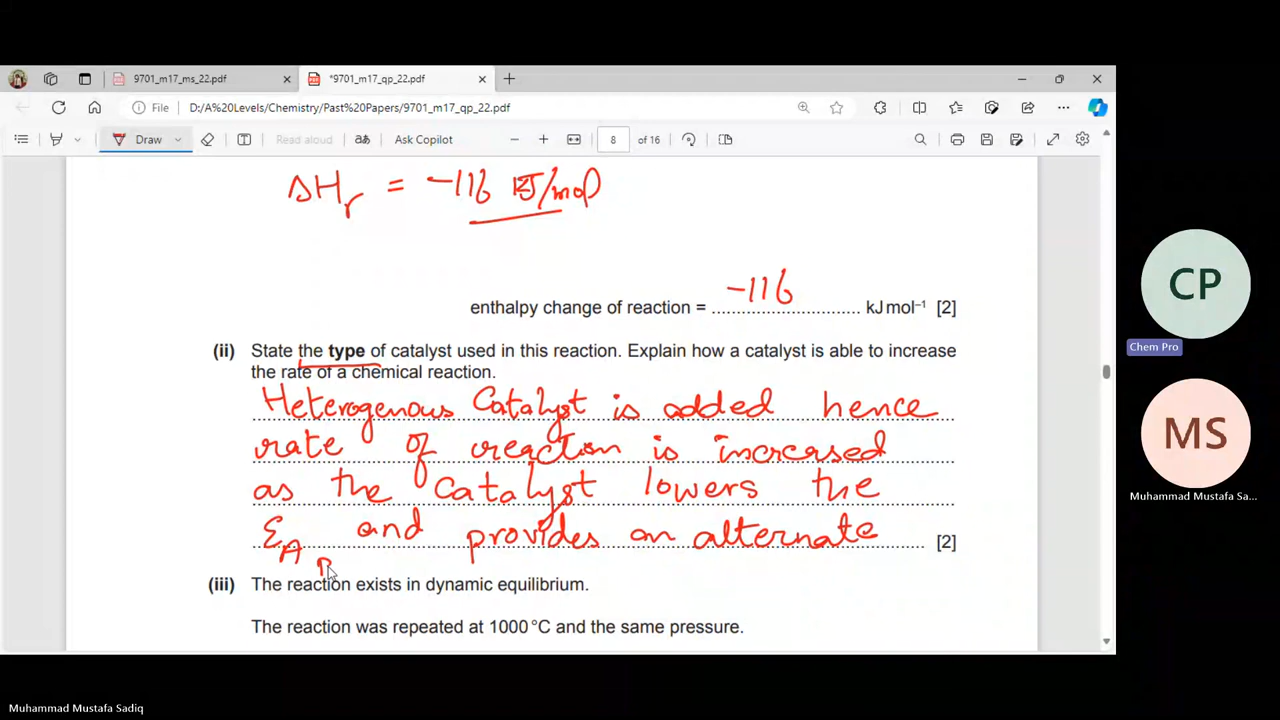 9701_m17_ms_22.pdf
*9701_m17_qp_22.pdf
File D:/A%20Levels/Chemistry/Past%20Papers/9701_m17_qp_22.pdf
Draw Read aloud aあ Ask Copilot 8 of 16
ΔHr = -116 KJ/mol
enthalpy change of reaction = -116 kJ mol⁻¹ [2]
(ii) State the type of catalyst used in this reaction. Explain how a catalyst is able to increase
the rate of a chemical reaction.
Heterogenous Catalyst is added hence
rate of reaction is increased
as the Catalyst lowers the
EA and provides an alternate [2]
(iii) The reaction exists in dynamic equilibrium.
The reaction was repeated at 1000 °C and the same pressure.
CP
Chem Pro
MS
Muhammad Mustafa Sa...
Muhammad Mustafa Sadiq